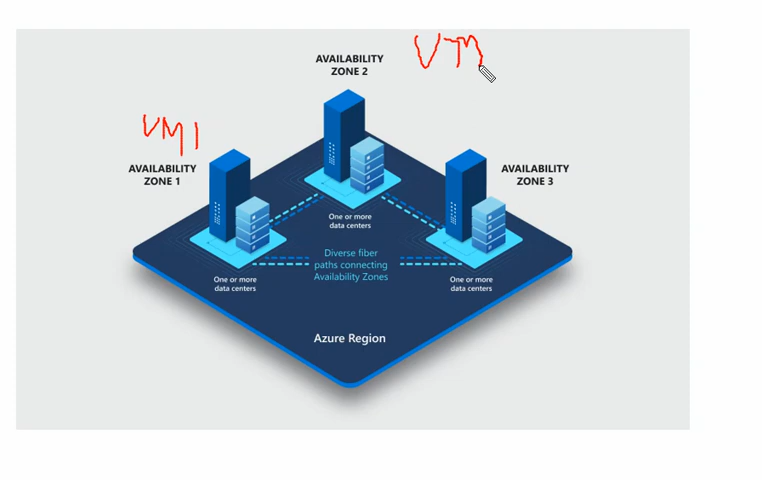 AVAILABILITY
ZONE 2
VM
VM1
AVAILABILITY
ZONE 1
AVAILABILITY
ZONE 3
One or more
data centers
Diverse fiber
paths connecting
Availability Zones
One or more
data centers
One or more
data centers
Azure Region